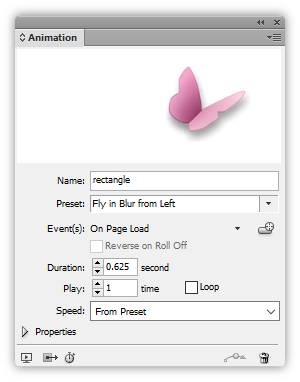 Animation
Name: rectangle
Preset: Fly in Blur from Left
Event(s): On Page Load
Reverse on Roll Off
Duration: 0.625 second
Play: 1 time Loop
Speed: From Preset
Properties